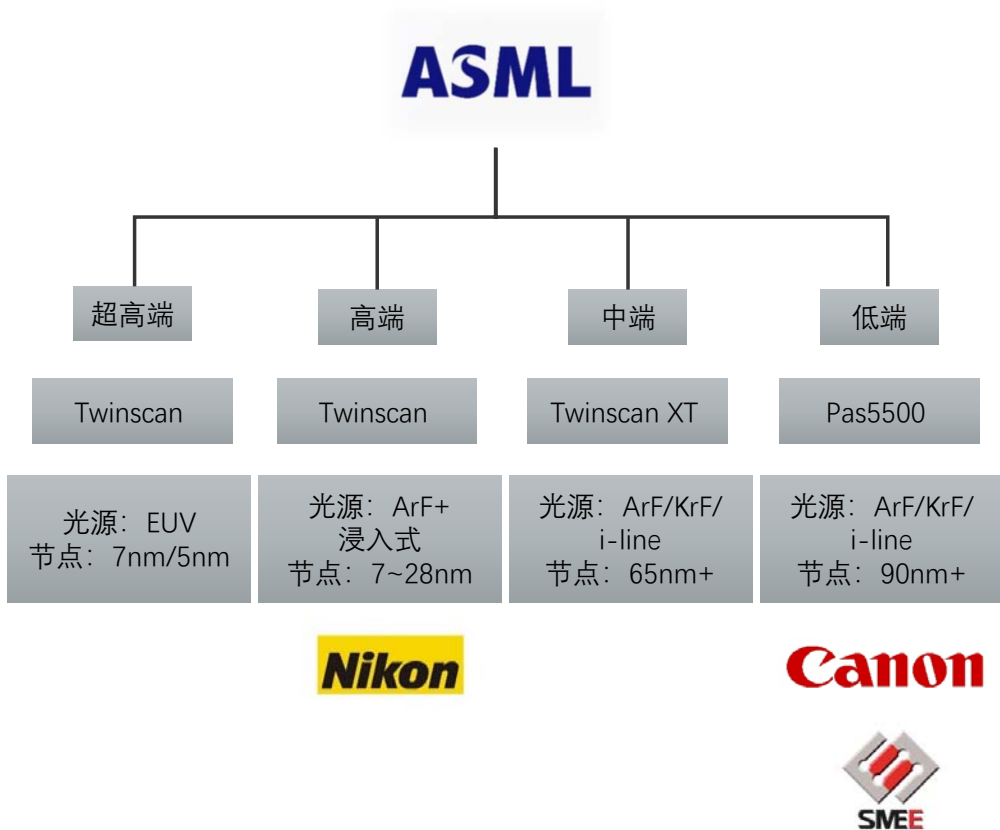 ASML
超高端
高端
中端
低端
Twinscan
Twinscan
Twinscan XT
Pas5500
光源：EUV
节点：7nm/5nm
光源：ArF+
浸入式
节点：7~28nm
光源：ArF/KrF/
i-line
节点：65nm+
光源：ArF/KrF/
i-line
节点：90nm+
Nikon
Canon
SMEE